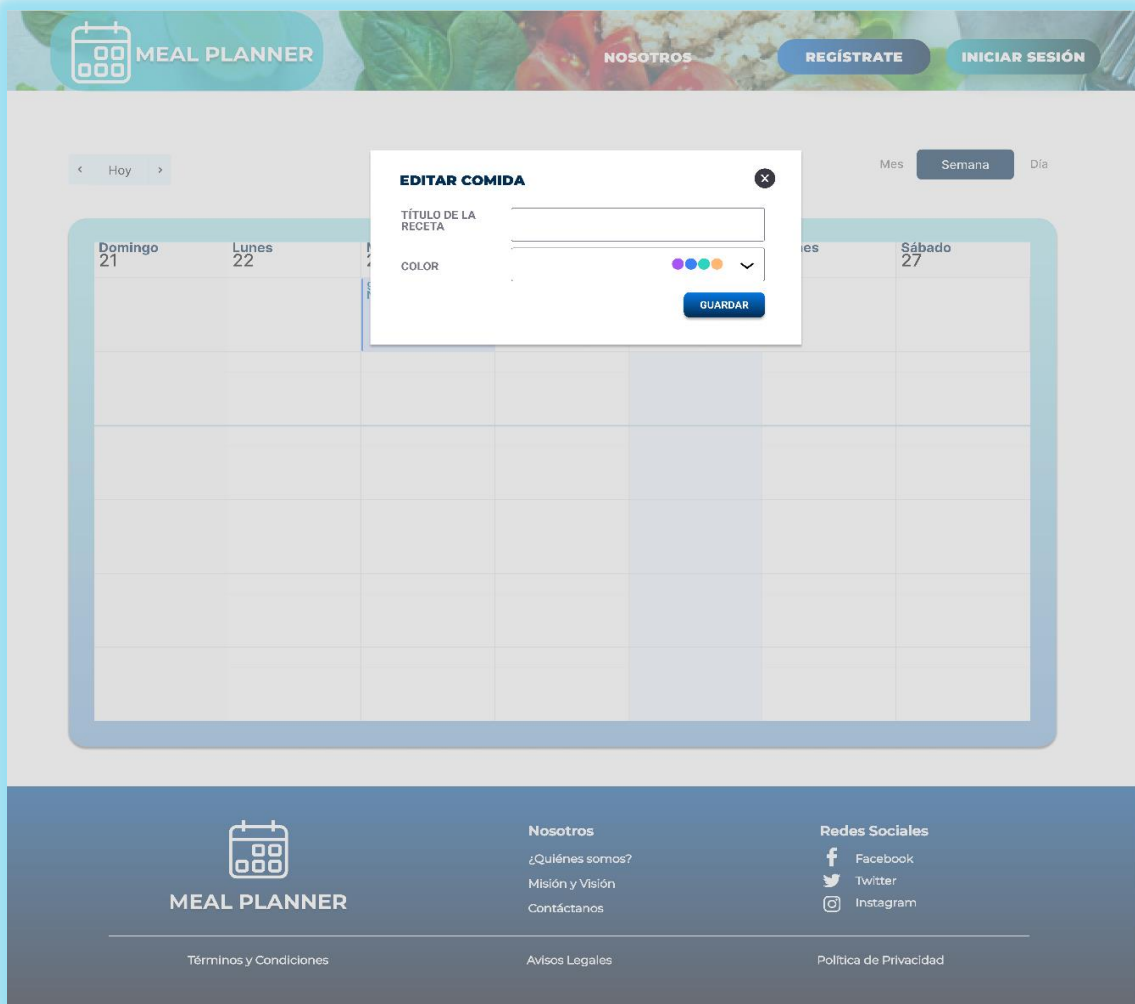 MEAL PLANNER
NOSOTROS
REGÍSTRATE
INICIAR SESIÓN
Hoy
Mes
Semana
Día
EDITAR COMIDA
TÍTULO DE LA
RECETA
COLOR
GUARDAR
Domingo
21
Lunes
22
es
Sábado
27
MEAL PLANNER
Nosotros
¿Quiénes somos?
Misión y Visión
Contáctanos
Redes Sociales
Facebook
Twitter
Instagram
Términos y Condiciones
Avisos Legales
Política de Privacidad